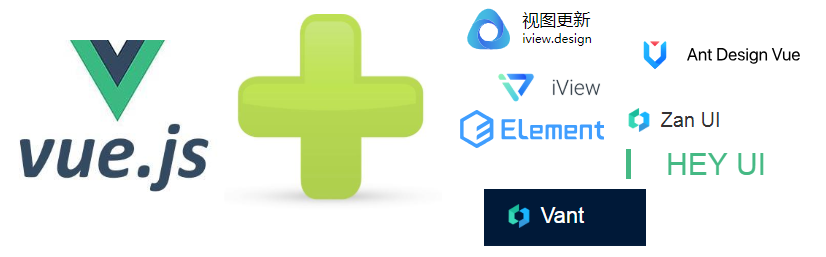 vue.js
视图更新
iview.design
iView
Element
Vant
Ant Design Vue
Zan UI
HEY UI